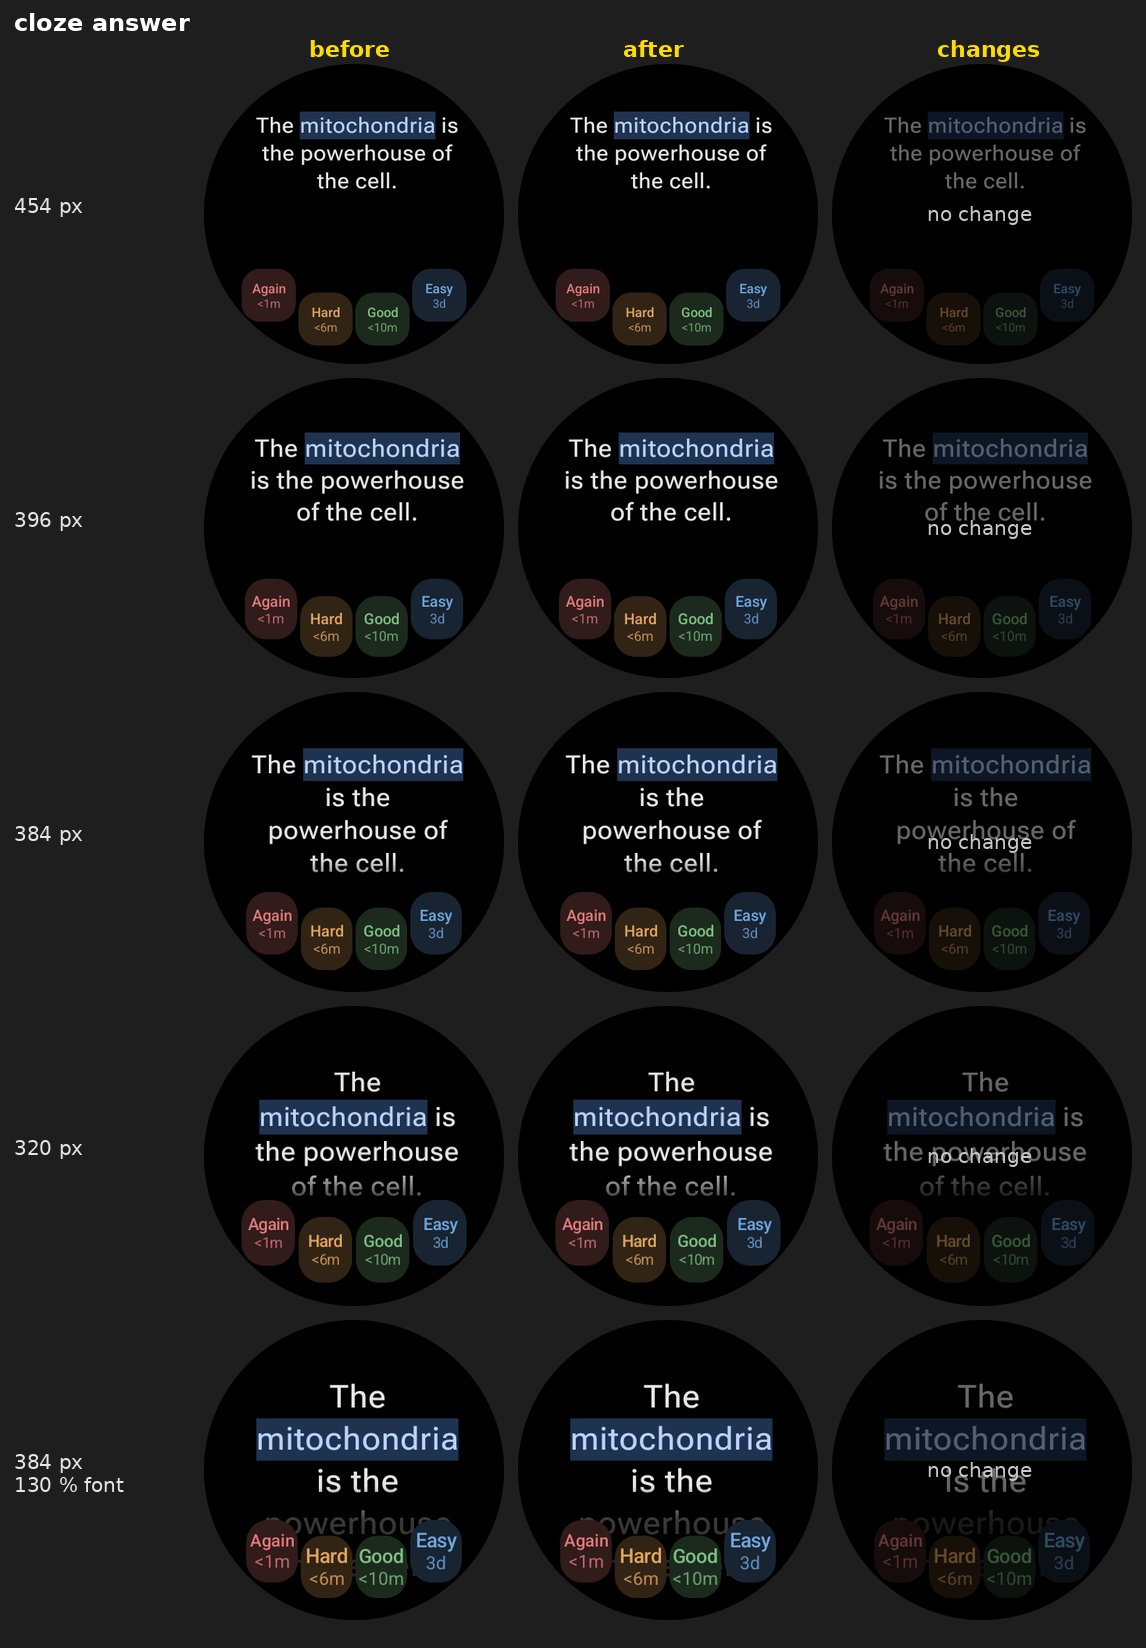 cloze answer
before after changes
454 px
The mitochondria is
the powerhouse of
the cell.
Again
<1m
Hard
<6m
Good
<10m
Easy
3d
The mitochondria is
the powerhouse of
the cell.
Again
<1m
Hard
<6m
Good
<10m
Easy
3d
The mitochondria is
the powerhouse of
the cell.
no change
Again
<1m
Hard
<6m
Good
<10m
Easy
3d
396 px
The mitochondria
is the powerhouse
of the cell.
Again
<1m
Hard
<6m
Good
<10m
Easy
3d
The mitochondria
is the powerhouse
of the cell.
Again
<1m
Hard
<6m
Good
<10m
Easy
3d
The mitochondria
is the powerhouse
of the cell.
no change
Again
<1m
Hard
<6m
Good
<10m
Easy
3d
384 px
The mitochondria
is the
powerhouse of
the cell.
Again
<1m
Hard
<6m
Good
<10m
Easy
3d
The mitochondria
is the
powerhouse of
the cell.
Again
<1m
Hard
<6m
Good
<10m
Easy
3d
The mitochondria
is the
powerhouse of
no change
the cell.
Again
<1m
Hard
<6m
Good
<10m
Easy
3d
320 px
The
mitochondria is
the powerhouse
of the cell.
Again
<1m
Hard
<6m
Good
<10m
Easy
3d
The
mitochondria is
the powerhouse
of the cell.
Again
<1m
Hard
<6m
Good
<10m
Easy
3d
The
mitochondria is
the powerhouse
no change
of the cell.
Again
<1m
Hard
<6m
Good
<10m
Easy
3d
384 px
130 % font
The
mitochondria
is the
powerhouse
Again
<1m
Hard
<6m
Good
<10m
Easy
3d
The
mitochondria
is the
powerhouse
Again
<1m
Hard
<6m
Good
<10m
Easy
3d
The
mitochondria
no change
is the
powerhouse
Again
<1m
Hard
<6m
Good
<10m
Easy
3d